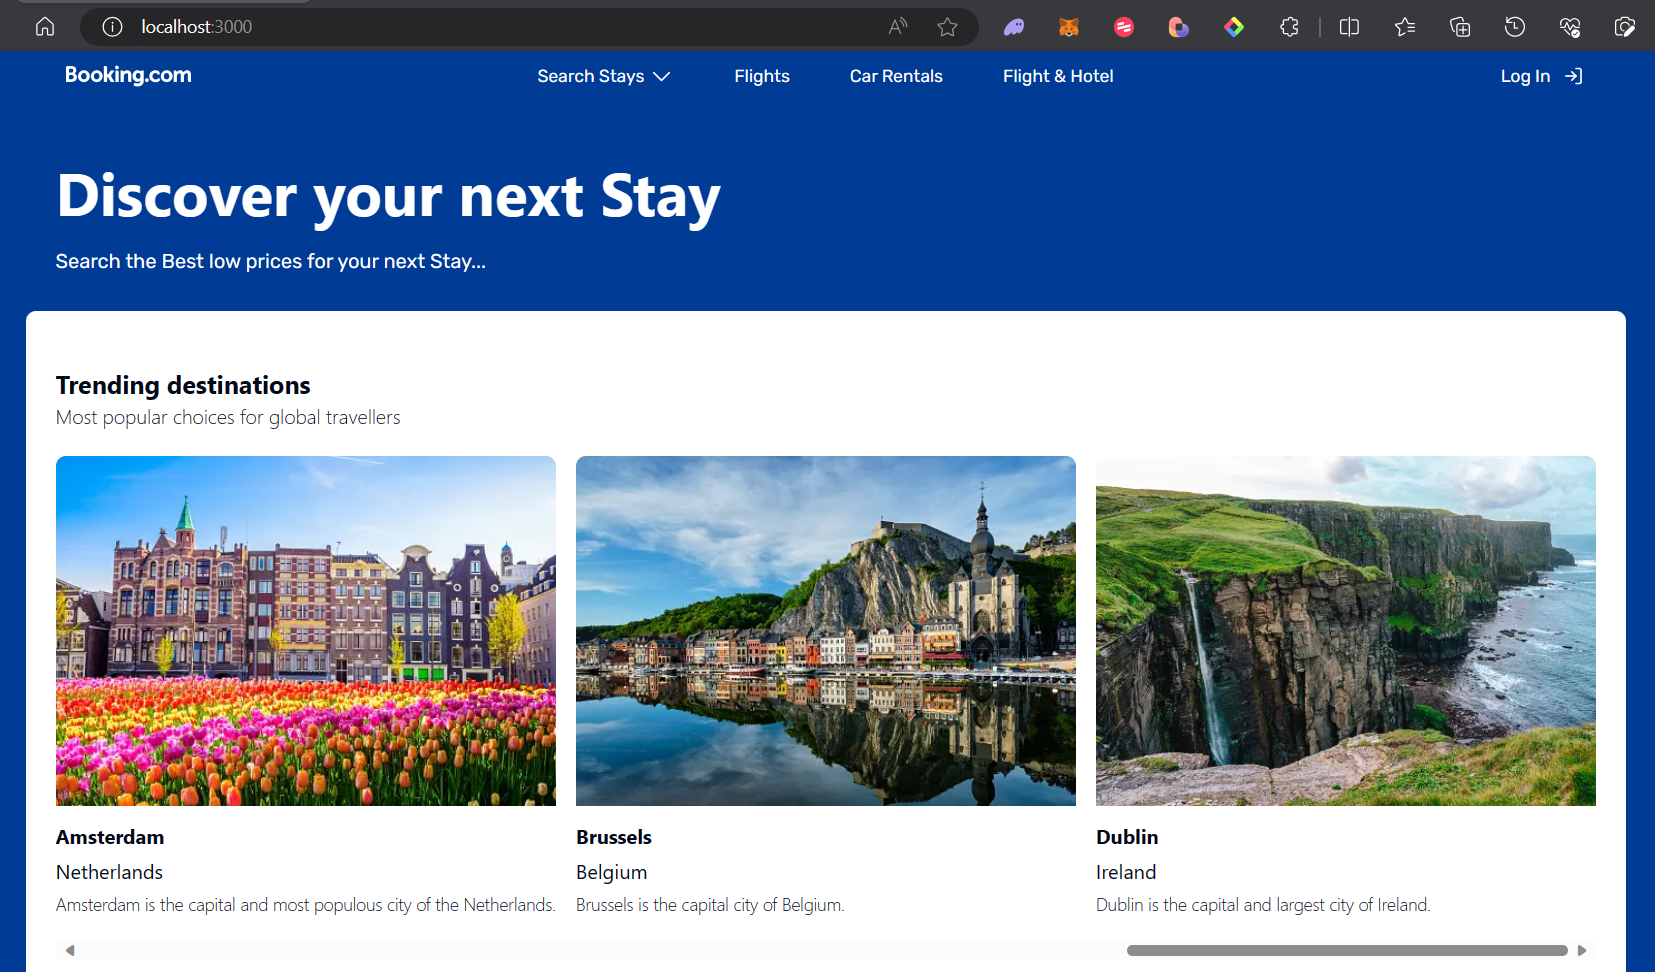 localhost:3000
Booking.com
Search Stays
Flights
Car Rentals
Flight & Hotel
Log In
Discover your next Stay
Search the Best low prices for your next Stay...
Trending destinations
Most popular choices for global travellers
Amsterdam
Netherlands
Amsterdam is the capital and most populous city of the Netherlands.
Brussels
Belgium
Brussels is the capital city of Belgium.
Dublin
Ireland
Dublin is the capital and largest city of Ireland.